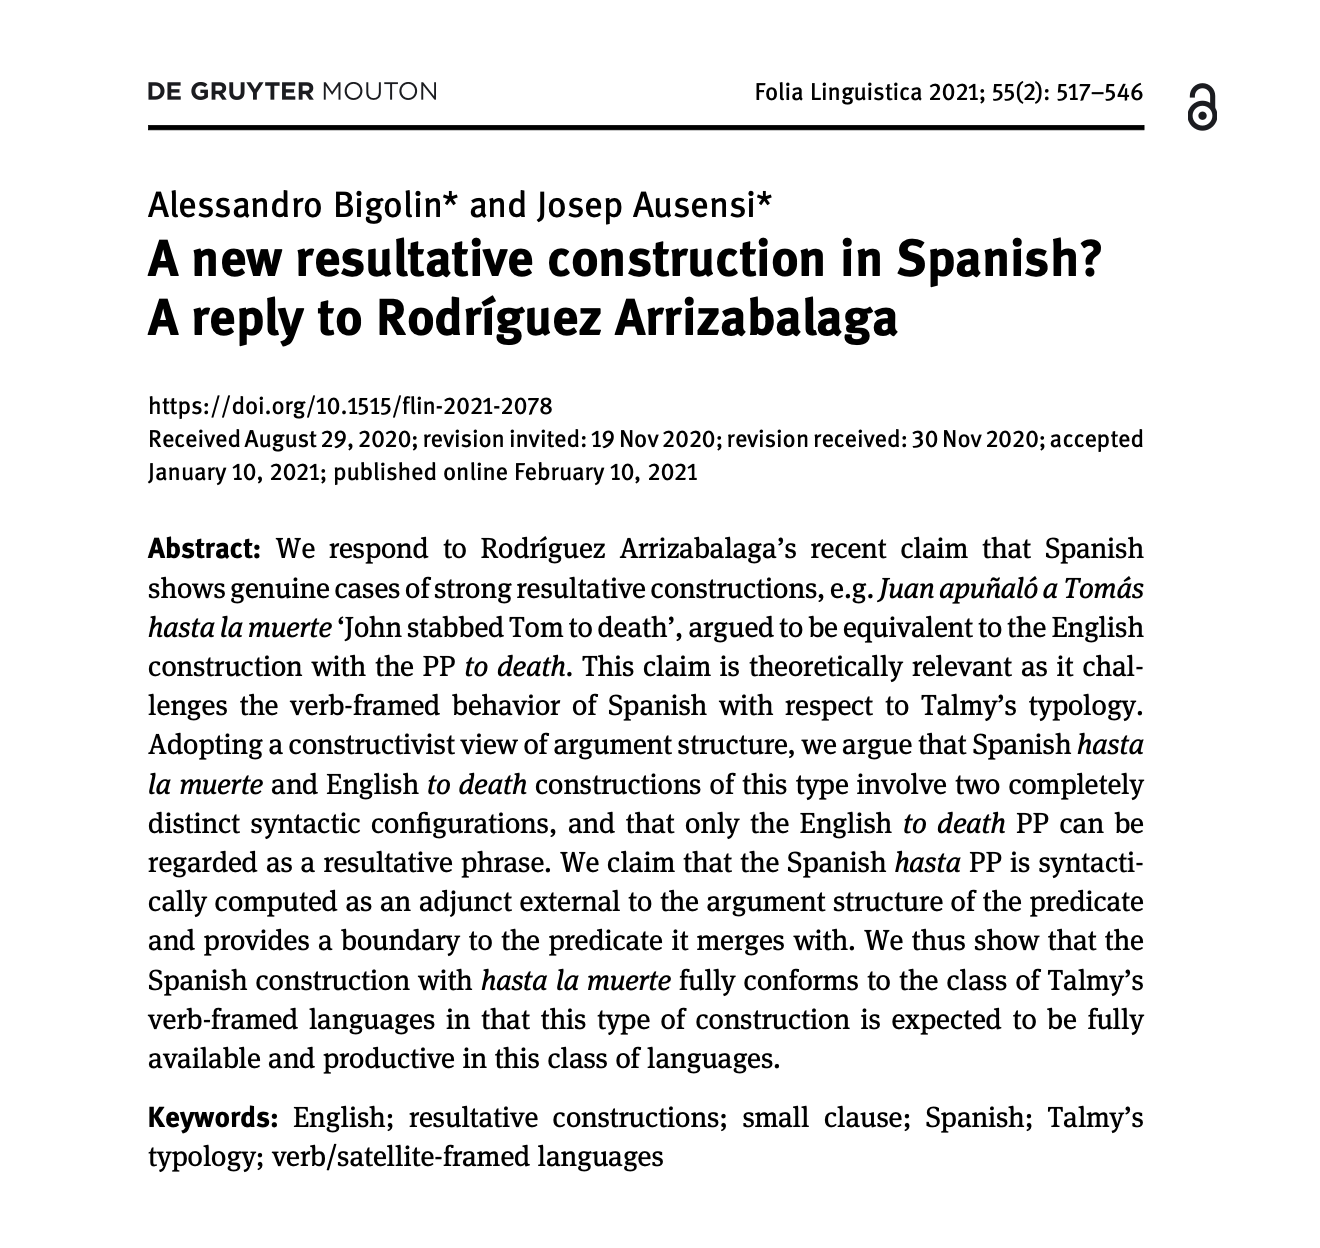 DE GRUYTER MOUTON
Folia Linguistica 2021; 55(2): 517–546
Alessandro Bigolin* and Josep Ausensi*
A new resultative construction in Spanish?
A reply to Rodríguez Arrizabalaga
https://doi.org/10.1515/flin-2021-2078
Received August 29, 2020; revision invited: 19 Nov 2020; revision received: 30 Nov 2020; accepted
January 10, 2021; published online February 10, 2021
Abstract: We respond to Rodríguez Arrizabalaga’s recent claim that Spanish
shows genuine cases of strong resultative constructions, e.g. Juan apuñaló a Tomás
hasta la muerte ‘John stabbed Tom to death’, argued to be equivalent to the English
construction with the PP to death. This claim is theoretically relevant as it chal-
lenges the verb-framed behavior of Spanish with respect to Talmy’s typology.
Adopting a constructivist view of argument structure, we argue that Spanish hasta
la muerte and English to death constructions of this type involve two completely
distinct syntactic configurations, and that only the English to death PP can be
regarded as a resultative phrase. We claim that the Spanish hasta PP is syntacti-
cally computed as an adjunct external to the argument structure of the predicate
and provides a boundary to the predicate it merges with. We thus show that the
Spanish construction with hasta la muerte fully conforms to the class of Talmy’s
verb-framed languages in that this type of construction is expected to be fully
available and productive in this class of languages.
Keywords: English; resultative constructions; small clause; Spanish; Talmy’s
typology; verb/satellite-framed languages